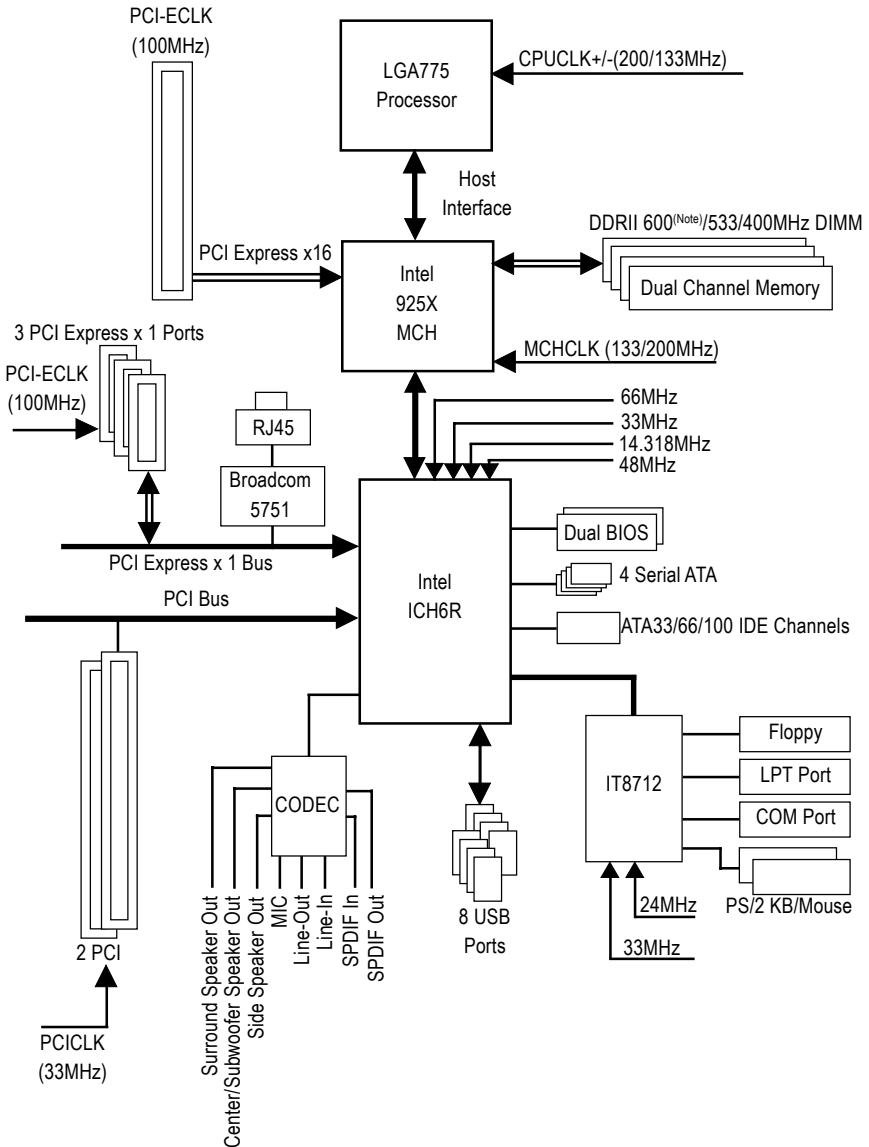 PCI-ECLK
(100MHz)
LGA775
Processor
CPUCLK+/-(200/133MHz)
Host
Interface
DDRII 600(Note)/533/400MHz DIMM
PCI Express x16
Intel
925X
MCH
Dual Channel Memory
3 PCI Express x 1 Ports
MCHCLK (133/200MHz)
PCI-ECLK
(100MHz)
66MHz
33MHz
14.318MHz
48MHz
RJ45
Broadcom
5751
Dual BIOS
PCI Express x 1 Bus
Intel
ICH6R
4 Serial ATA
PCI Bus
ATA33/66/100 IDE Channels
Floppy
IT8712
LPT Port
CODEC
COM Port
PS/2 KB/Mouse
24MHz
33MHz
8 USB
Ports
Surround Speaker Out
Center/Subwoofer Speaker Out
Side Speaker Out
MIC
Line-Out
Line-In
SPDIF In
SPDIF Out
2 PCI
PCICLK
(33MHz)